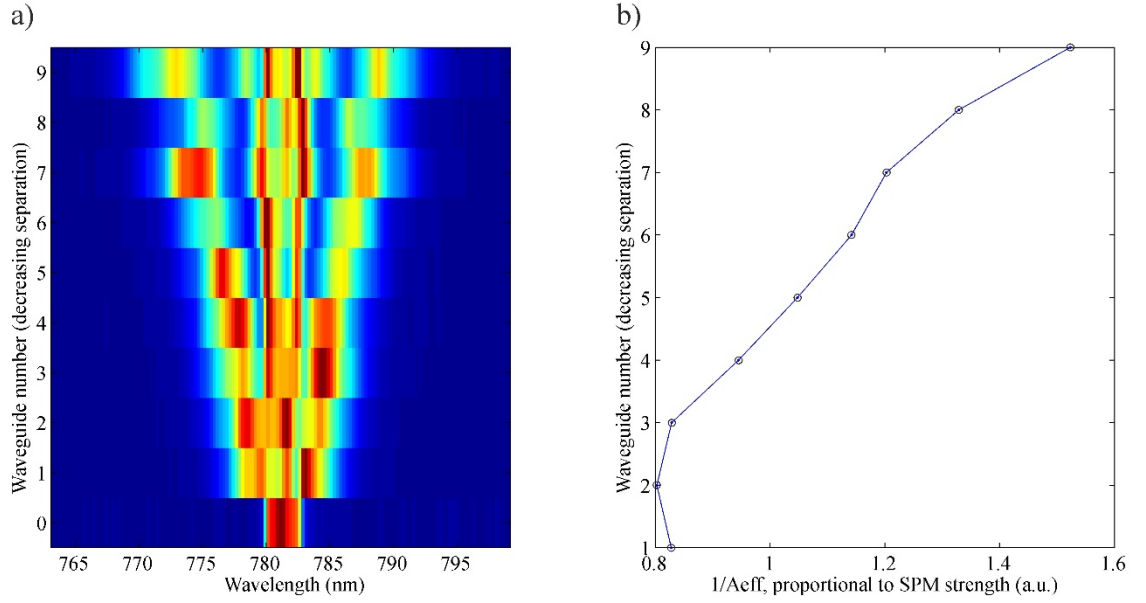 a)
Waveguide number (decreasing separation)
9
8
7
6
5
4
3
2
1
0
765 770 775 780 785 790 795
Wavelength (nm)
b)
Waveguide number (decreasing separation)
9
8
7
6
5
4
3
2
1
0.8 1 1.2 1.4 1.6
1/Aeff, proportional to SPM strength (a.u.)